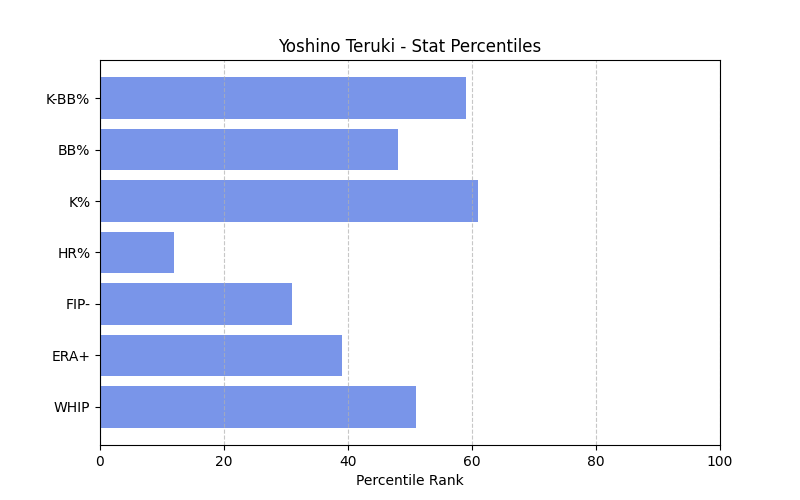 Yoshino Teruki - Stat Percentiles
K-BB%
BB%
K%
HR%
FIP-
ERA+
WHIP
0 20 40 60 80 100
Percentile Rank